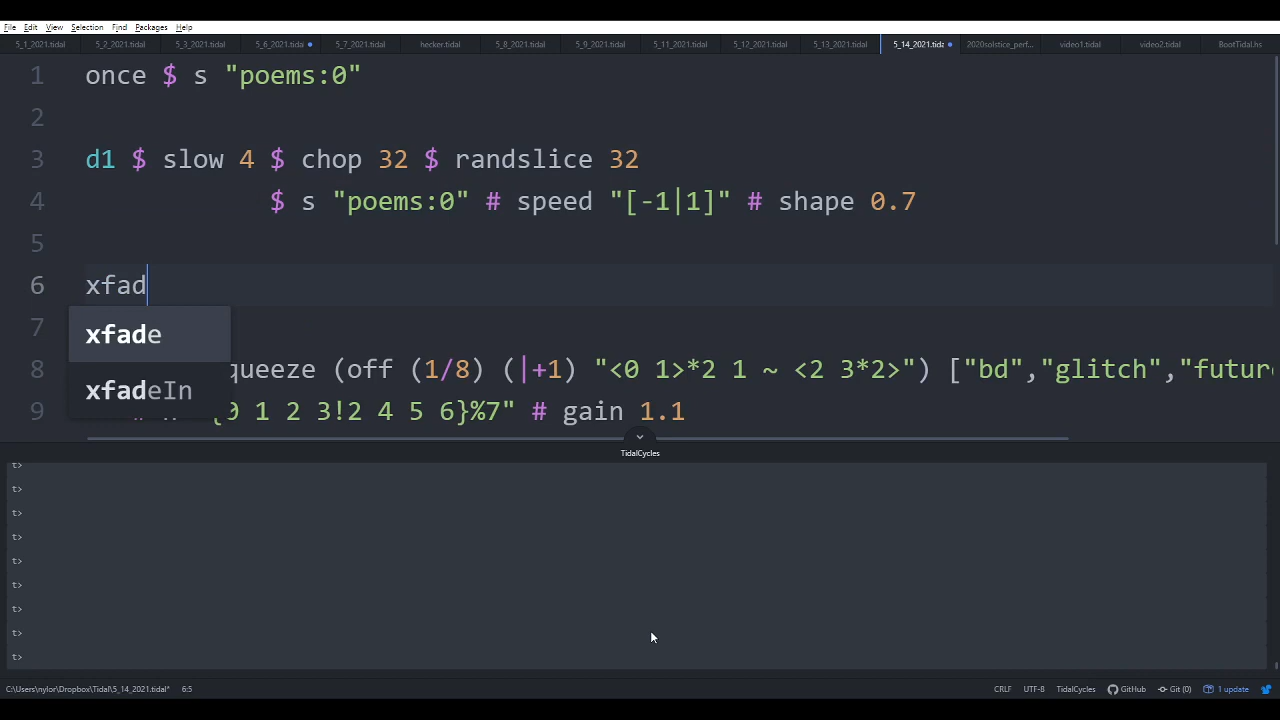 File Edit View Selection Find Packages Help
5_1_2021.tidal 5_2_2021.tidal 5_3_2021.tidal 5_6_2021.tidal 5_7_2021.tidal hecker.tidal 5_8_2021.tidal 5_9_2021.tidal 5_11_2021.tidal 5_12_2021.tidal 5_13_2021.tidal 5_14_2021.tida 2020solstice_perf... video1.tidal video2.tidal BootTidal.hs
1 once $ s "poems:0"
2
3 d1 $ slow 4 $ chop 32 $ randslice 32
4 $ s "poems:0" # speed "[-1|1]" # shape 0.7
5
6 xfad
xfade
7
8 queeze (off (1/8) (|+1) "<0 1>*2 1 ~ <2 3*2>") ["bd","glitch","future
xfadeIn
9 {0 1 2 3!2 4 5 6}%7" # gain 1.1
TidalCycles
t>
t>
t>
t>
t>
t>
t>
t>
t>
C:\Users\nylor\Dropbox\Tidal\5_14_2021.tidal* 6:5 CRLF UTF-8 TidalCycles GitHub Git (0) 1 update